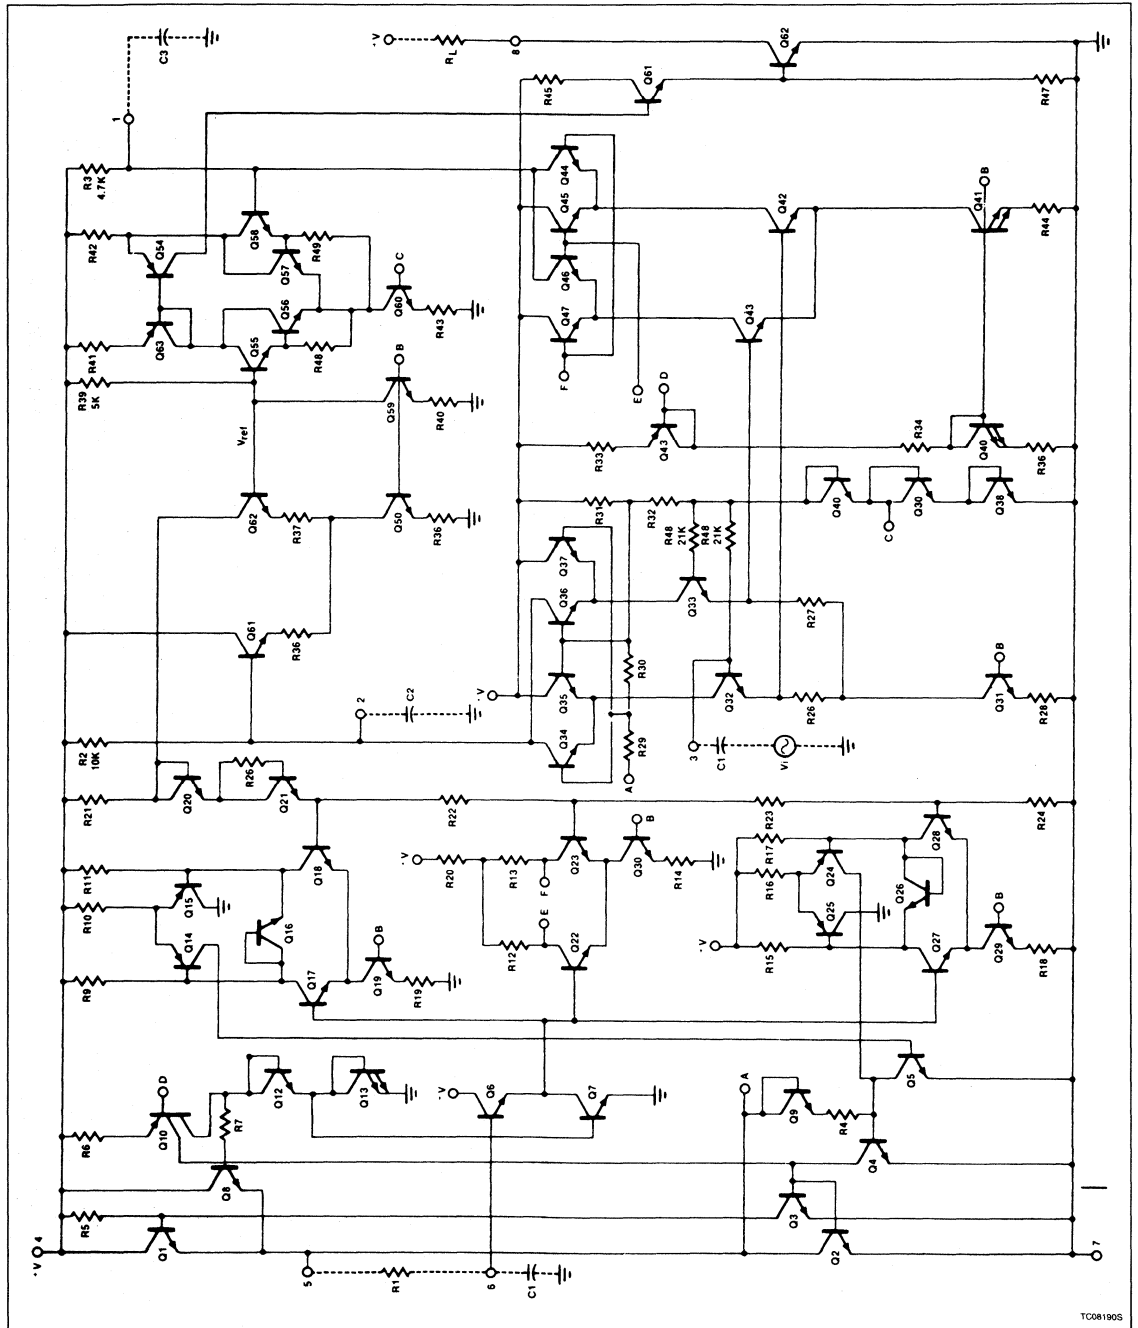 +V
4
R5
Q1
R6
Q10
D
Q8
R7
Q12
Q13
5
R1
6
C1
+V
Q6
Q7
A
Q9
R4
Q3
Q2
Q4
Q5
7
R9
R10
R11
Q14
Q15
Q16
Q17
Q18
Q19
B
R19
R21
Q20
R26
Q21
R2
10K
2
C2
R22
+V
R20
R13
F
E
R12
Q22
Q23
Q30
B
R14
R23
R17
R16
R15
+V
Q24
Q25
Q26
Q27
Q28
Q29
B
R18
R24
Q61
R36
Q62
R37
Q50
R36
Vref
R39
5K
R41
Q63
Q54
R42
Q55
Q56
Q57
Q58
R48
R49
Q59
B
R40
Q60
C
R43
R3
4.7K
1
C3
+V
Q34
Q35
Q36
Q37
R29
A
R30
R31
R32
R48
21K
R48
21K
Q33
Q32
3
C1
Vi
R26
R27
Q31
B
R28
Q40
C
Q30
Q38
R33
Q43
D
R34
Q40
R36
F
E
Q47
Q46
Q45
Q44
Q43
Q42
Q41
B
R44
+V
RL
8
R45
Q61
Q62
R47
TC08190S